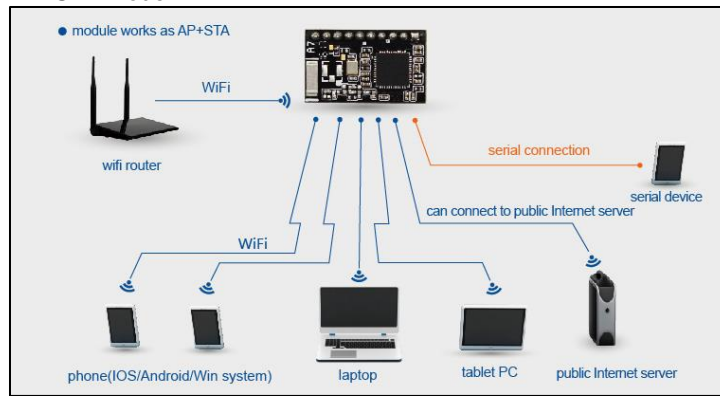 module works as AP+STA
A7
WiFi
wifi router
serial connection
serial device
can connect to public Internet server
WiFi
phone(IOS/Android/Win system)
laptop
tablet PC
public Internet server